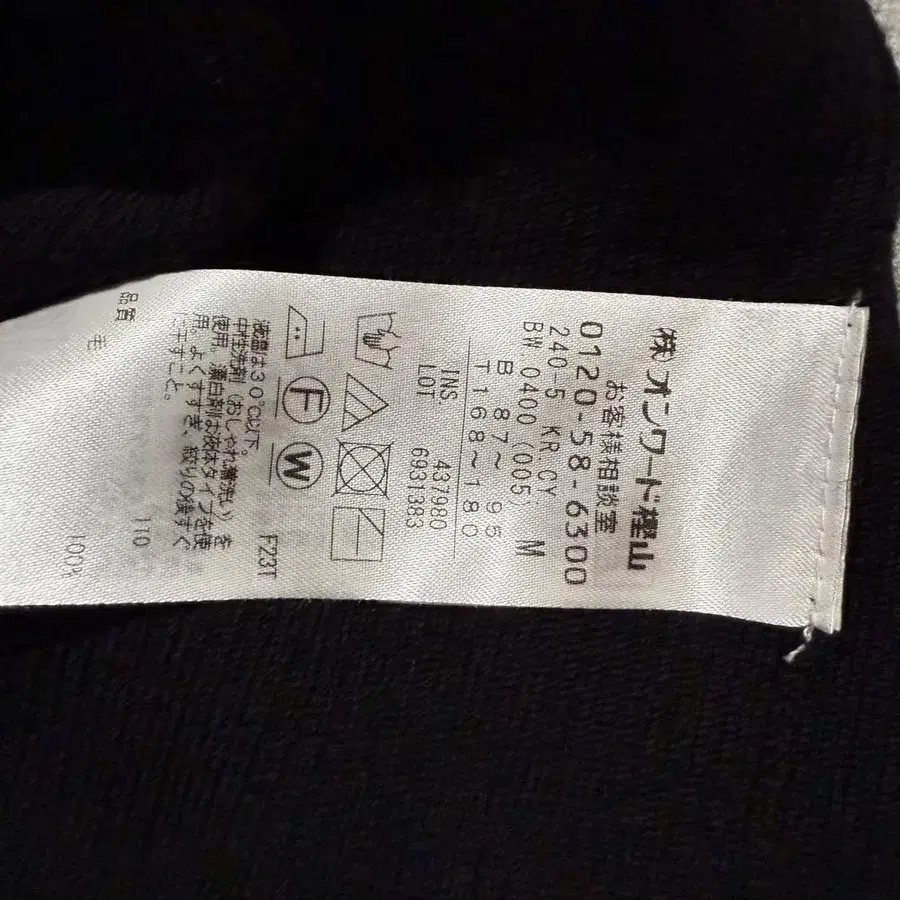 ㈱オンワード樫山
お客様相談室
0120-58-6300
240-5 KR CY
BW 0400 (005) M
B 87~ 95
T 168~180
INS. 437980
LOT 6931383
F W
F23T
液温は30℃以下。
中性洗剤(おしゃれ着洗い)を
使用。漂白剤は液体タイプを使
用。よくすすぎ、絞りの後すぐ
に干すこと。
110
品質 毛 100%